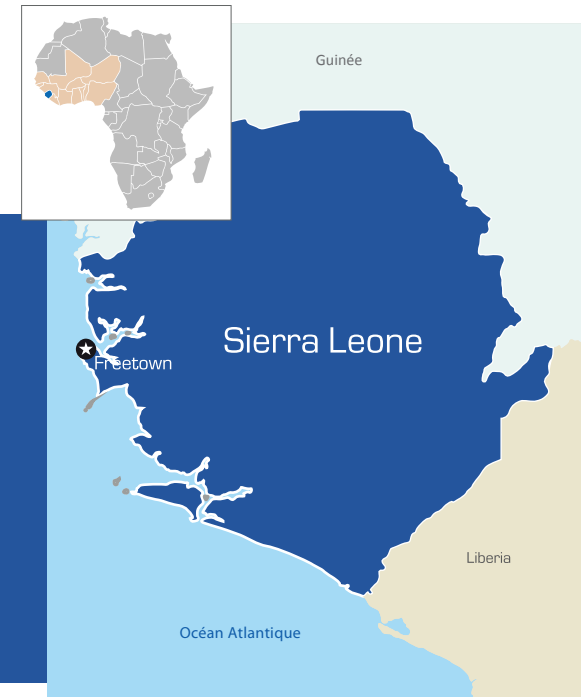 Guinée
Sierra Leone
Freetown
Liberia
Océan Atlantique